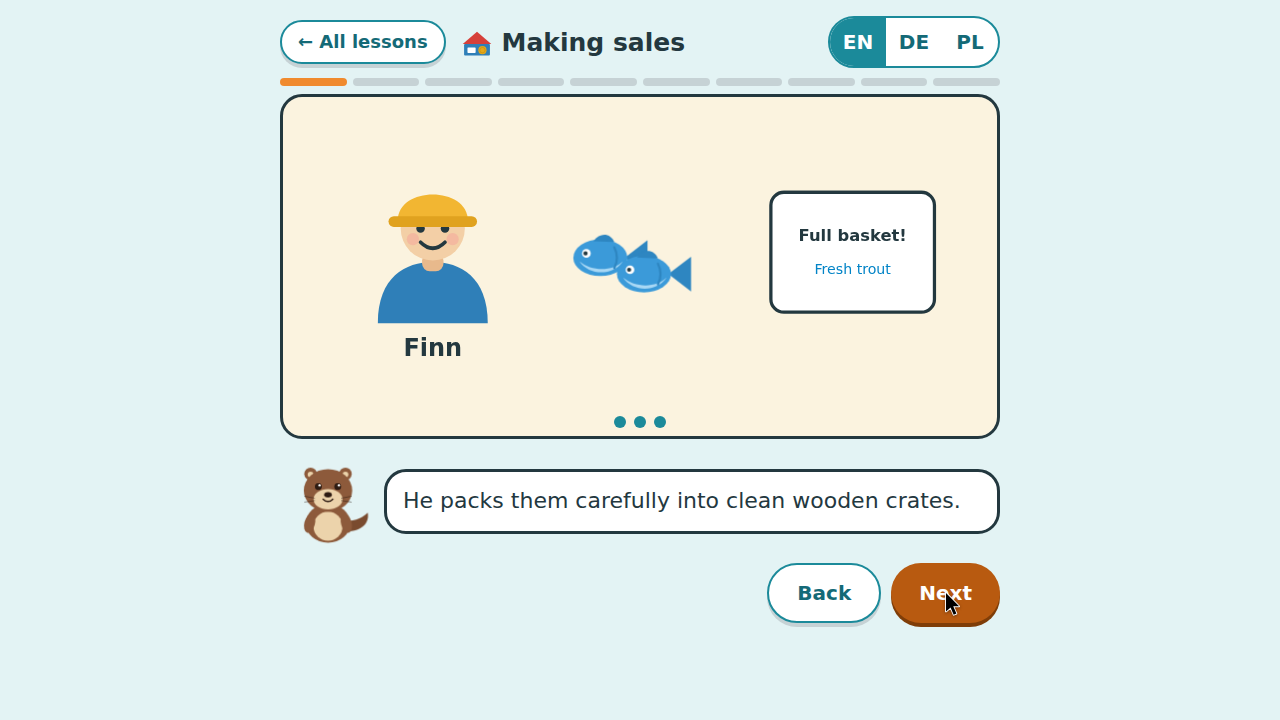 ← All lessons
Making sales
EN DE PL
Full basket!
Fresh trout
Finn
He packs them carefully into clean wooden crates.
Back
Next